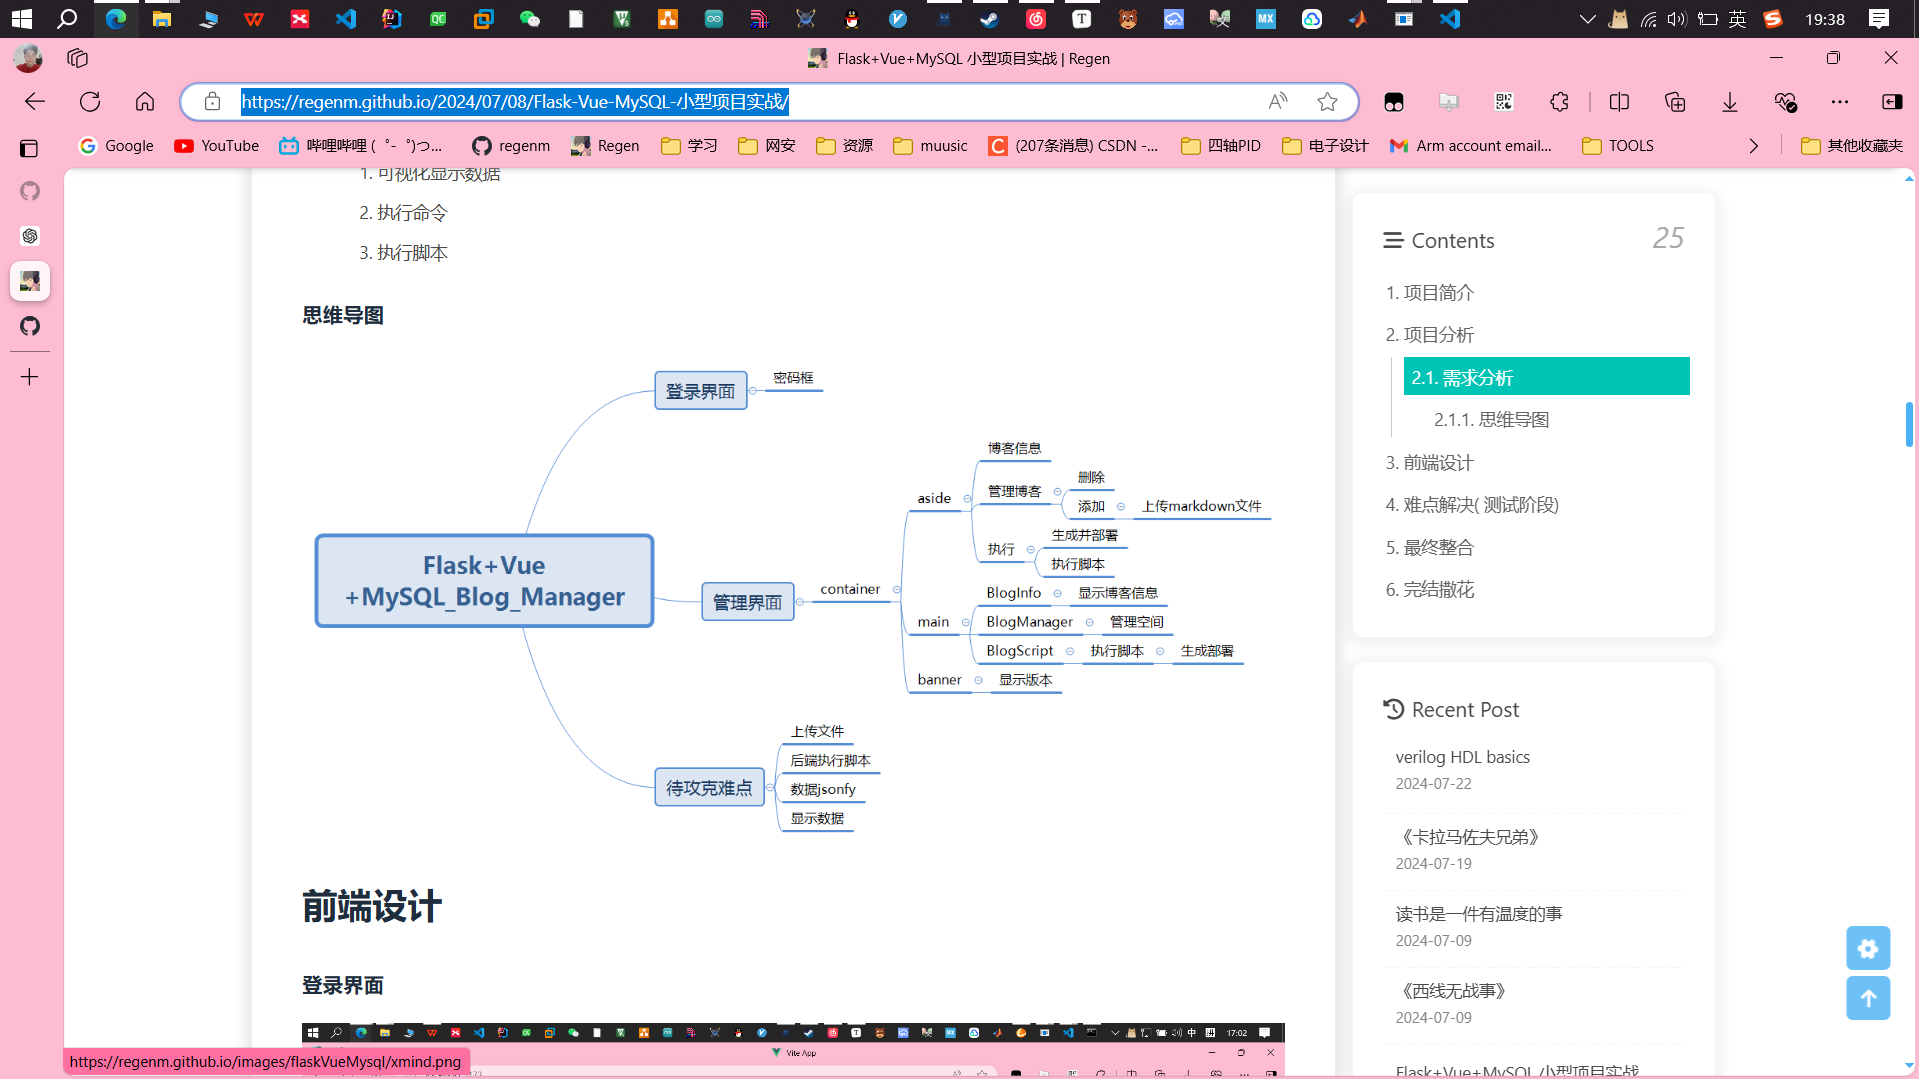 英
19:38
Flask+Vue+MySQL 小型项目实战 | Regen
https://regenm.github.io/2024/07/08/Flask-Vue-MySQL-小型项目实战/
Google
YouTube
哔哩哔哩 (゜-゜)つ...
regenm
Regen
学习
网安
资源
muusic
(207条消息) CSDN -...
四轴PID
电子设计
Arm account email...
TOOLS
其他收藏夹
1. 可视化显示数据
2. 执行命令
3. 执行脚本
思维导图
登录界面
密码框
Flask+Vue
+MySQL_Blog_Manager
管理界面
container
aside
博客信息
管理博客
删除
添加
上传markdown文件
执行
生成并部署
执行脚本
main
BlogInfo
显示博客信息
BlogManager
管理空间
BlogScript
执行脚本
生成部署
banner
显示版本
待攻克难点
上传文件
后端执行脚本
数据jsonfy
显示数据
前端设计
登录界面
17:02
Vite App
Contents
25
1. 项目简介
2. 项目分析
2.1. 需求分析
2.1.1. 思维导图
3. 前端设计
4. 难点解决( 测试阶段)
5. 最终整合
6. 完结撒花
Recent Post
verilog HDL basics
2024-07-22
《卡拉马佐夫兄弟》
2024-07-19
读书是一件有温度的事
2024-07-09
《西线无战事》
2024-07-09
Flask+Vue+MySQL 小型项目实战
https://regenm.github.io/images/flaskVueMysql/xmind.png